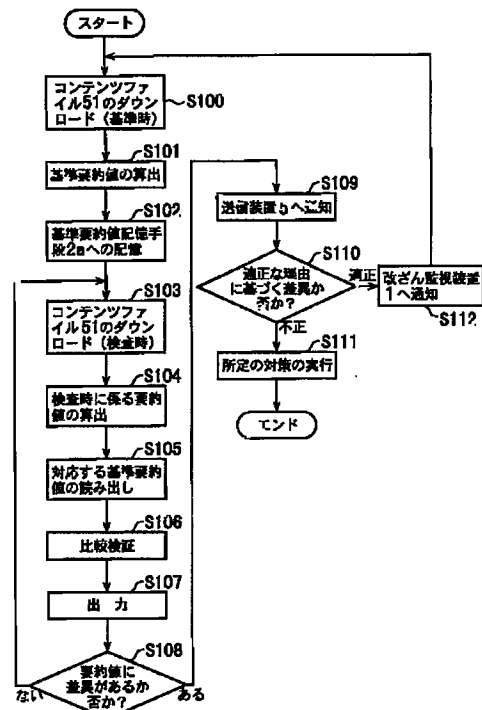 スタート
コンテンツフ
ァイル51のダウン
ロード（基準時）
S100
S101
基準要約値の算出
S102
基準要約値記憶手
段2aへの記憶
S103
コンテンツフ
ァイル51のダウン
ロード（検査時）
S104
検査時に係る要約
値の算出
S105
対応する基準要約
値の読み出し
S106
比較検証
S107
出 力
S108
要約値に
差異があるか
否か？
ない
ある
S109
送信装置5へ通知
S110
適正な理由
に基づく差異か
否か？
適正
不正
S111
所定の対策の実行
エンド
改ざん監視装置
1へ通知
S112